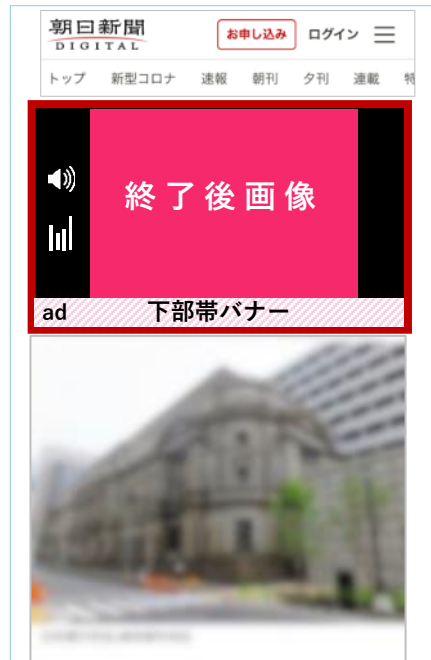 朝日新聞
DIGITAL
お申し込み ログイン
トップ 新型コロナ 速報 朝刊 夕刊 連載 特
終了後画像
ad 下部帯バナー